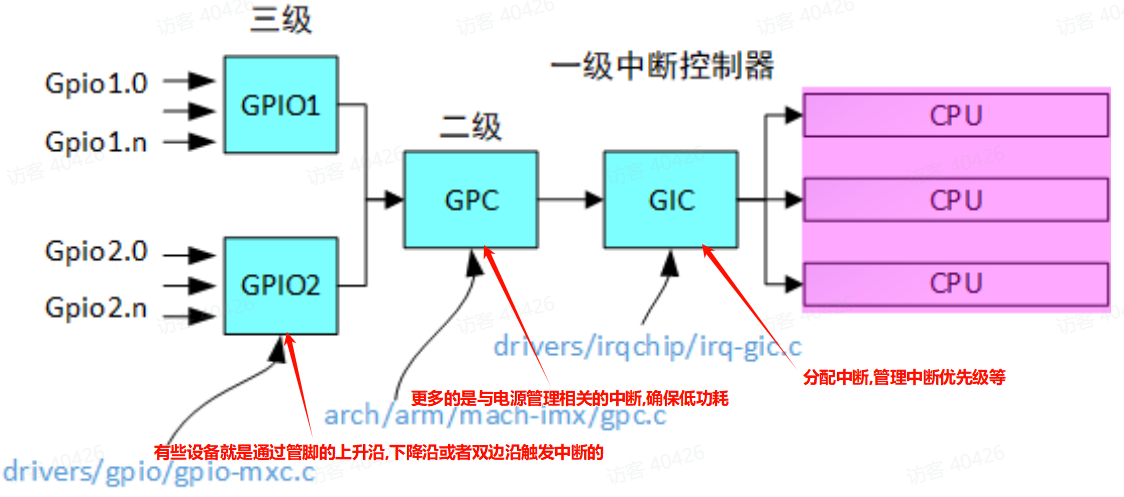 三级
一级中断控制器
Gpio1.0
GPIO1
CPU
二级
Gpio1.n
GPC
GIC
CPU
Gpio2.0
GPIO2
CPU
Gpio2.n
drivers/irqchip/irq-gic.c
分配中断,管理中断优先级等
更多的是与电源管理相关的中断,确保低功耗
arch/arm/mach-imx/gpc.c
有些设备就是通过管脚的上升沿,下降沿或者双边沿触发中断的
drivers/gpio/gpio-mxc.c
访客 40426